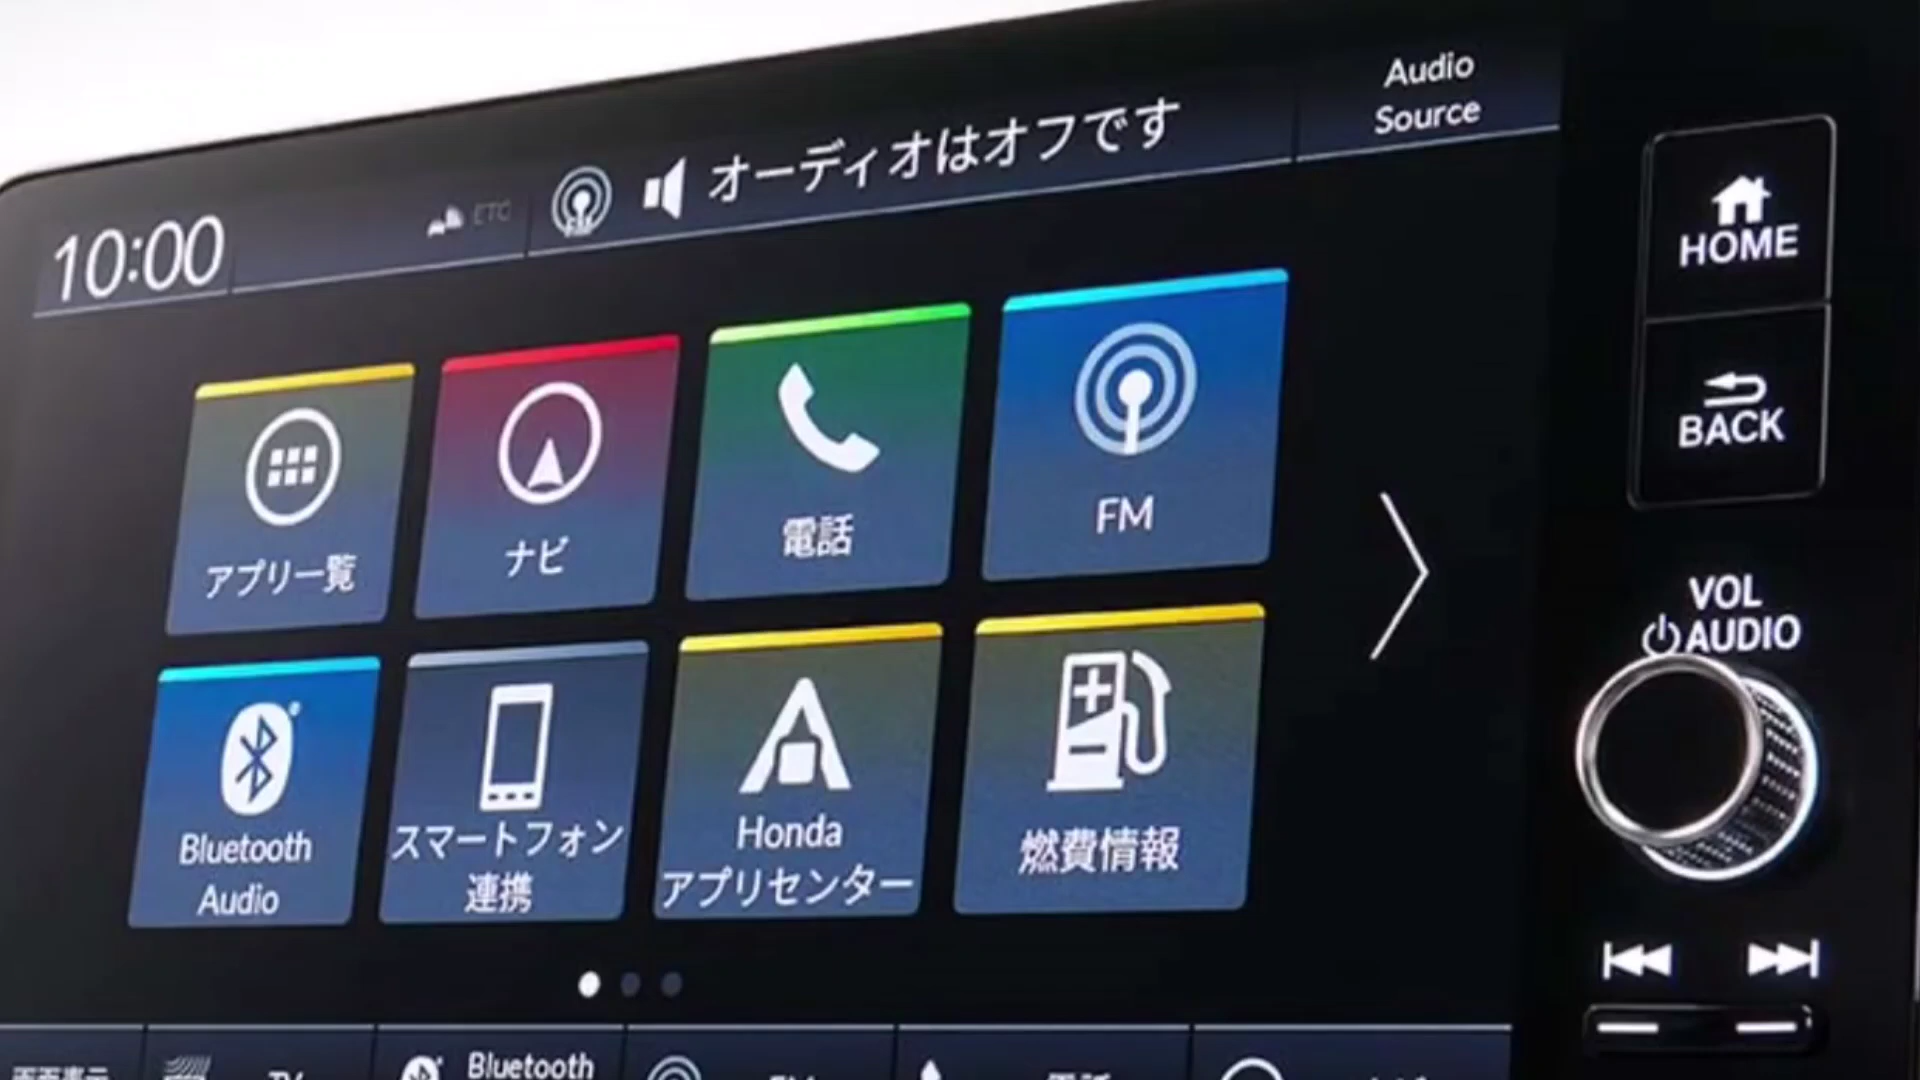 Audio
Source
オーディオはオフです
ETC
10:00
HOME
BACK
アプリ一覧
ナビ
電話
FM
VOL
AUDIO
Bluetooth
Audio
スマートフォン
連携
Honda
アプリセンター
燃費情報
Bluetooth